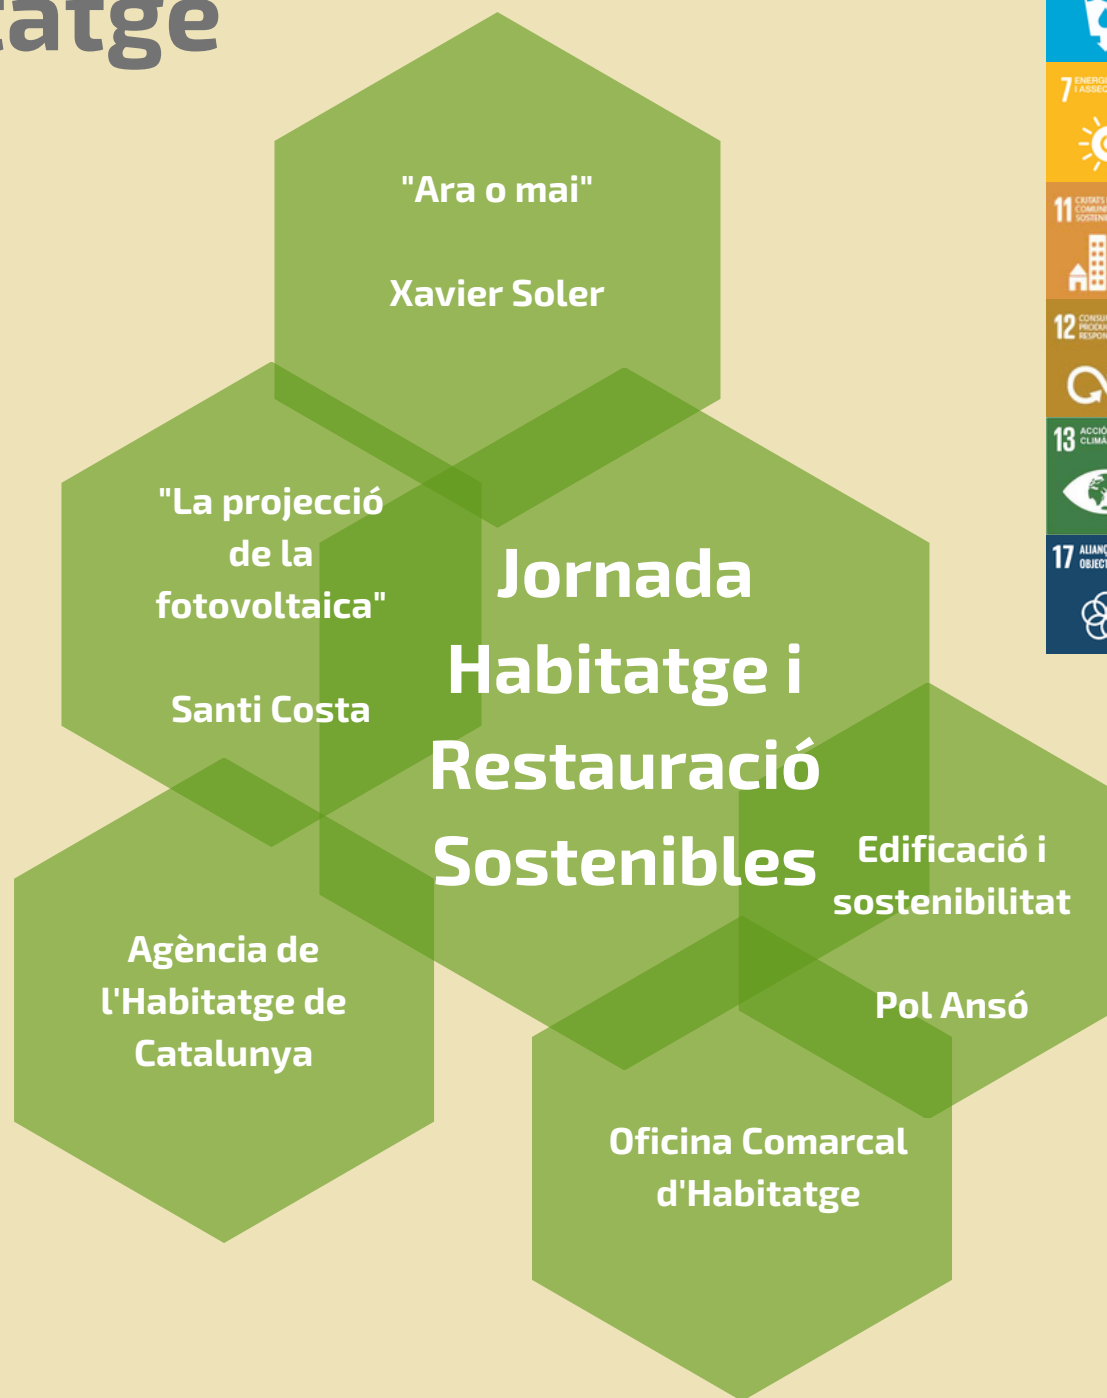 "Ara o mai"
Xavier Soler
"La projecció
de la
fotovoltaica"
Santi Costa
Jornada
Habitatge i
Restauració
Sostenibles
Edificació i
sostenibilitat
Pol Ansó
Agència de
l'Habitatge de
Catalunya
Oficina Comarcal
d'Habitatge
7
11
12
13 ACCIÓ
17